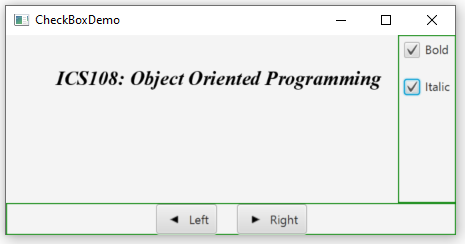 CheckBoxDemo
ICS108: Object Oriented Programming
Bold
Italic
Left
Right